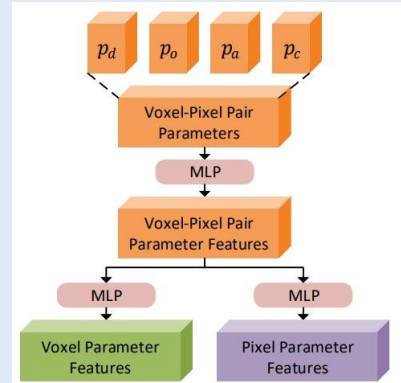 p_d p_o p_a p_c
Voxel-Pixel Pair
Parameters
MLP
Voxel-Pixel Pair
Parameter Features
MLP MLP
Voxel Parameter Pixel Parameter
Features Features